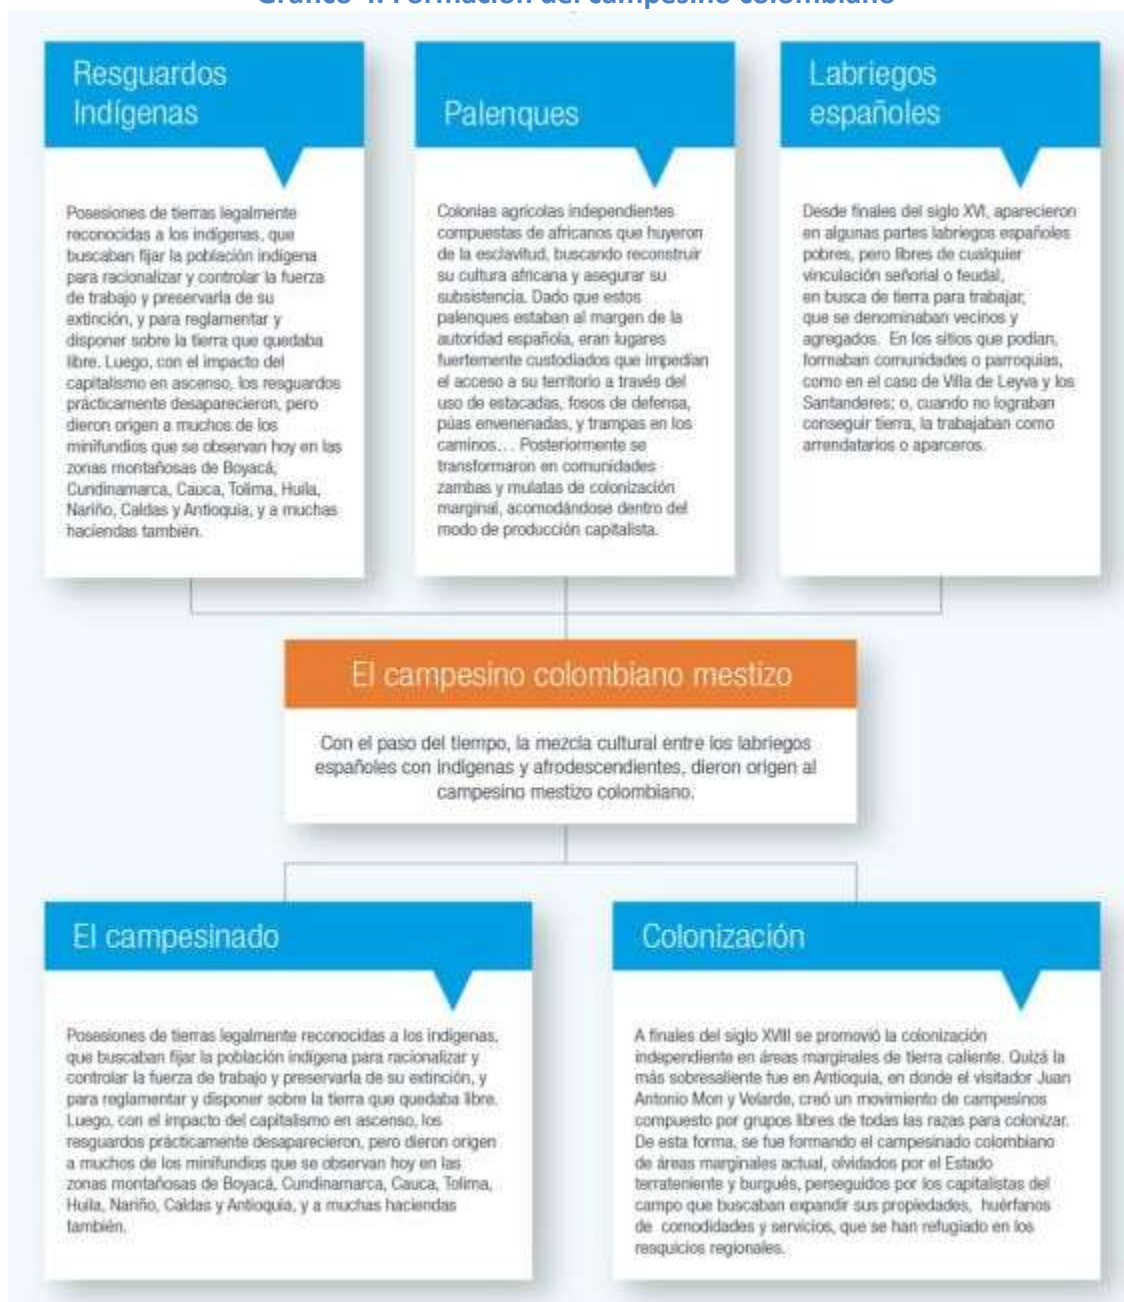 Gráfico 4. Formación del campesino colombiano
Resguardos
Indígenas
Posesiones de tierras legalmente
reconocidas a los indígenas, que
buscaban fijar la población indígena
para racionalizar y controlar la fuerza
de trabajo y preservarla de su
extinción, y para reglamentar y
disponer sobre la tierra que quedaba
libre. Luego, con el impacto del
capitalismo en ascenso, los resguardos
prácticamente desaparecieron, pero
dieron origen a muchos de los
minifundios que se observan hoy en las
zonas montañosas de Boyacá,
Cundinamarca, Cauca, Tolima, Huila,
Nariño, Caldas y Antioquia, y a muchas
haciendas también.
Palenques
Colonias agrícolas independientes
compuestas de africanos que huyeron
de la esclavitud, buscando reconstruir
su cultura africana y asegurar su
subsistencia. Dado que estos
palenques estaban al margen de la
autoridad española, eran lugares
fuertemente custodiados que impedían
el acceso a su territorio a través del
uso de estacadas, fosos de defensa,
púas envenenadas, y trampas en los
caminos... Posteriormente se
transformaron en comunidades
zambas y mulatas de colonización
marginal, acomodándose dentro del
modo de producción capitalista.
Labriegos
españoles
Desde finales del siglo XVI, aparecieron
en algunas partes labriegos españoles
pobres, pero libres de cualquier
vinculación señorial o feudal,
en busca de tierra para trabajar,
que se denominaban vecinos y
agregados. En los sitios que podían,
formaban comunidades o parroquias,
como en el caso de Villa de Leyva y los
Santanderes; o, cuando no lograban
conseguir tierra, la trabajaban como
arrendatarios o aparceros.
El campesino colombiano mestizo
Con el paso del tiempo, la mezcla cultural entre los labriegos
españoles con indígenas y afrodescendientes, dieron origen al
campesino mestizo colombiano.
El campesinado
Posesiones de tierras legalmente reconocidas a los indígenas,
que buscaban fijar la población indígena para racionalizar y
controlar la fuerza de trabajo y preservarla de su extinción, y
para reglamentar y disponer sobre la tierra que quedaba libre.
Luego, con el impacto del capitalismo en ascenso, los
resguardos prácticamente desaparecieron, pero dieron origen
a muchos de los minifundios que se observan hoy en las
zonas montañosas de Boyacá, Cundinamarca, Cauca, Tolima,
Huila, Nariño, Caldas y Antioquia, y a muchas haciendas
también.
Colonización
A finales del siglo XVIII se promovió la colonización
independiente en áreas marginales de tierra caliente. Quizá la
más sobresaliente fue en Antioquia, en donde el visitador Juan
Antonio Mon y Velarde, creó un movimiento de campesinos
compuesto por grupos libres de todas las razas para colonizar.
De esta forma, se fue formando el campesinado colombiano
de áreas marginales actual, olvidados por el Estado
terrateniente y burgués, perseguidos por los capitalistas del
campo que buscaban expandir sus propiedades, huérfanos
de comodidades y servicios, que se han refugiado en los
resquicios regionales.